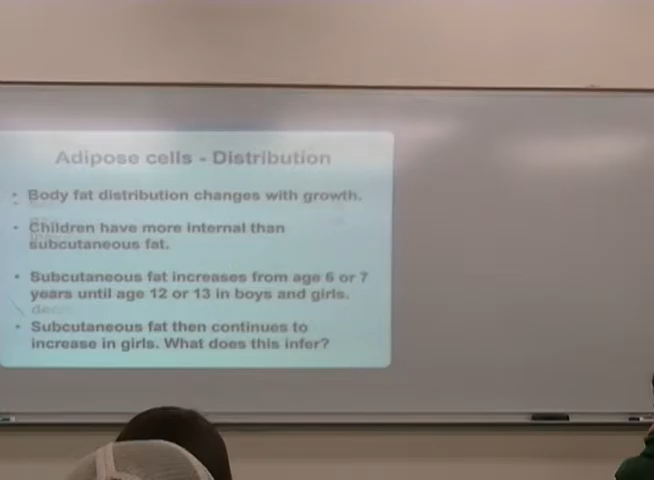 Adipose cells - Distribution
• Body fat distribution changes with growth.
• Children have more internal than
subcutaneous fat.
• Subcutaneous fat increases from age 6 or 7
years until age 12 or 13 in boys and girls.
• Subcutaneous fat then continues to
increase in girls. What does this infer?